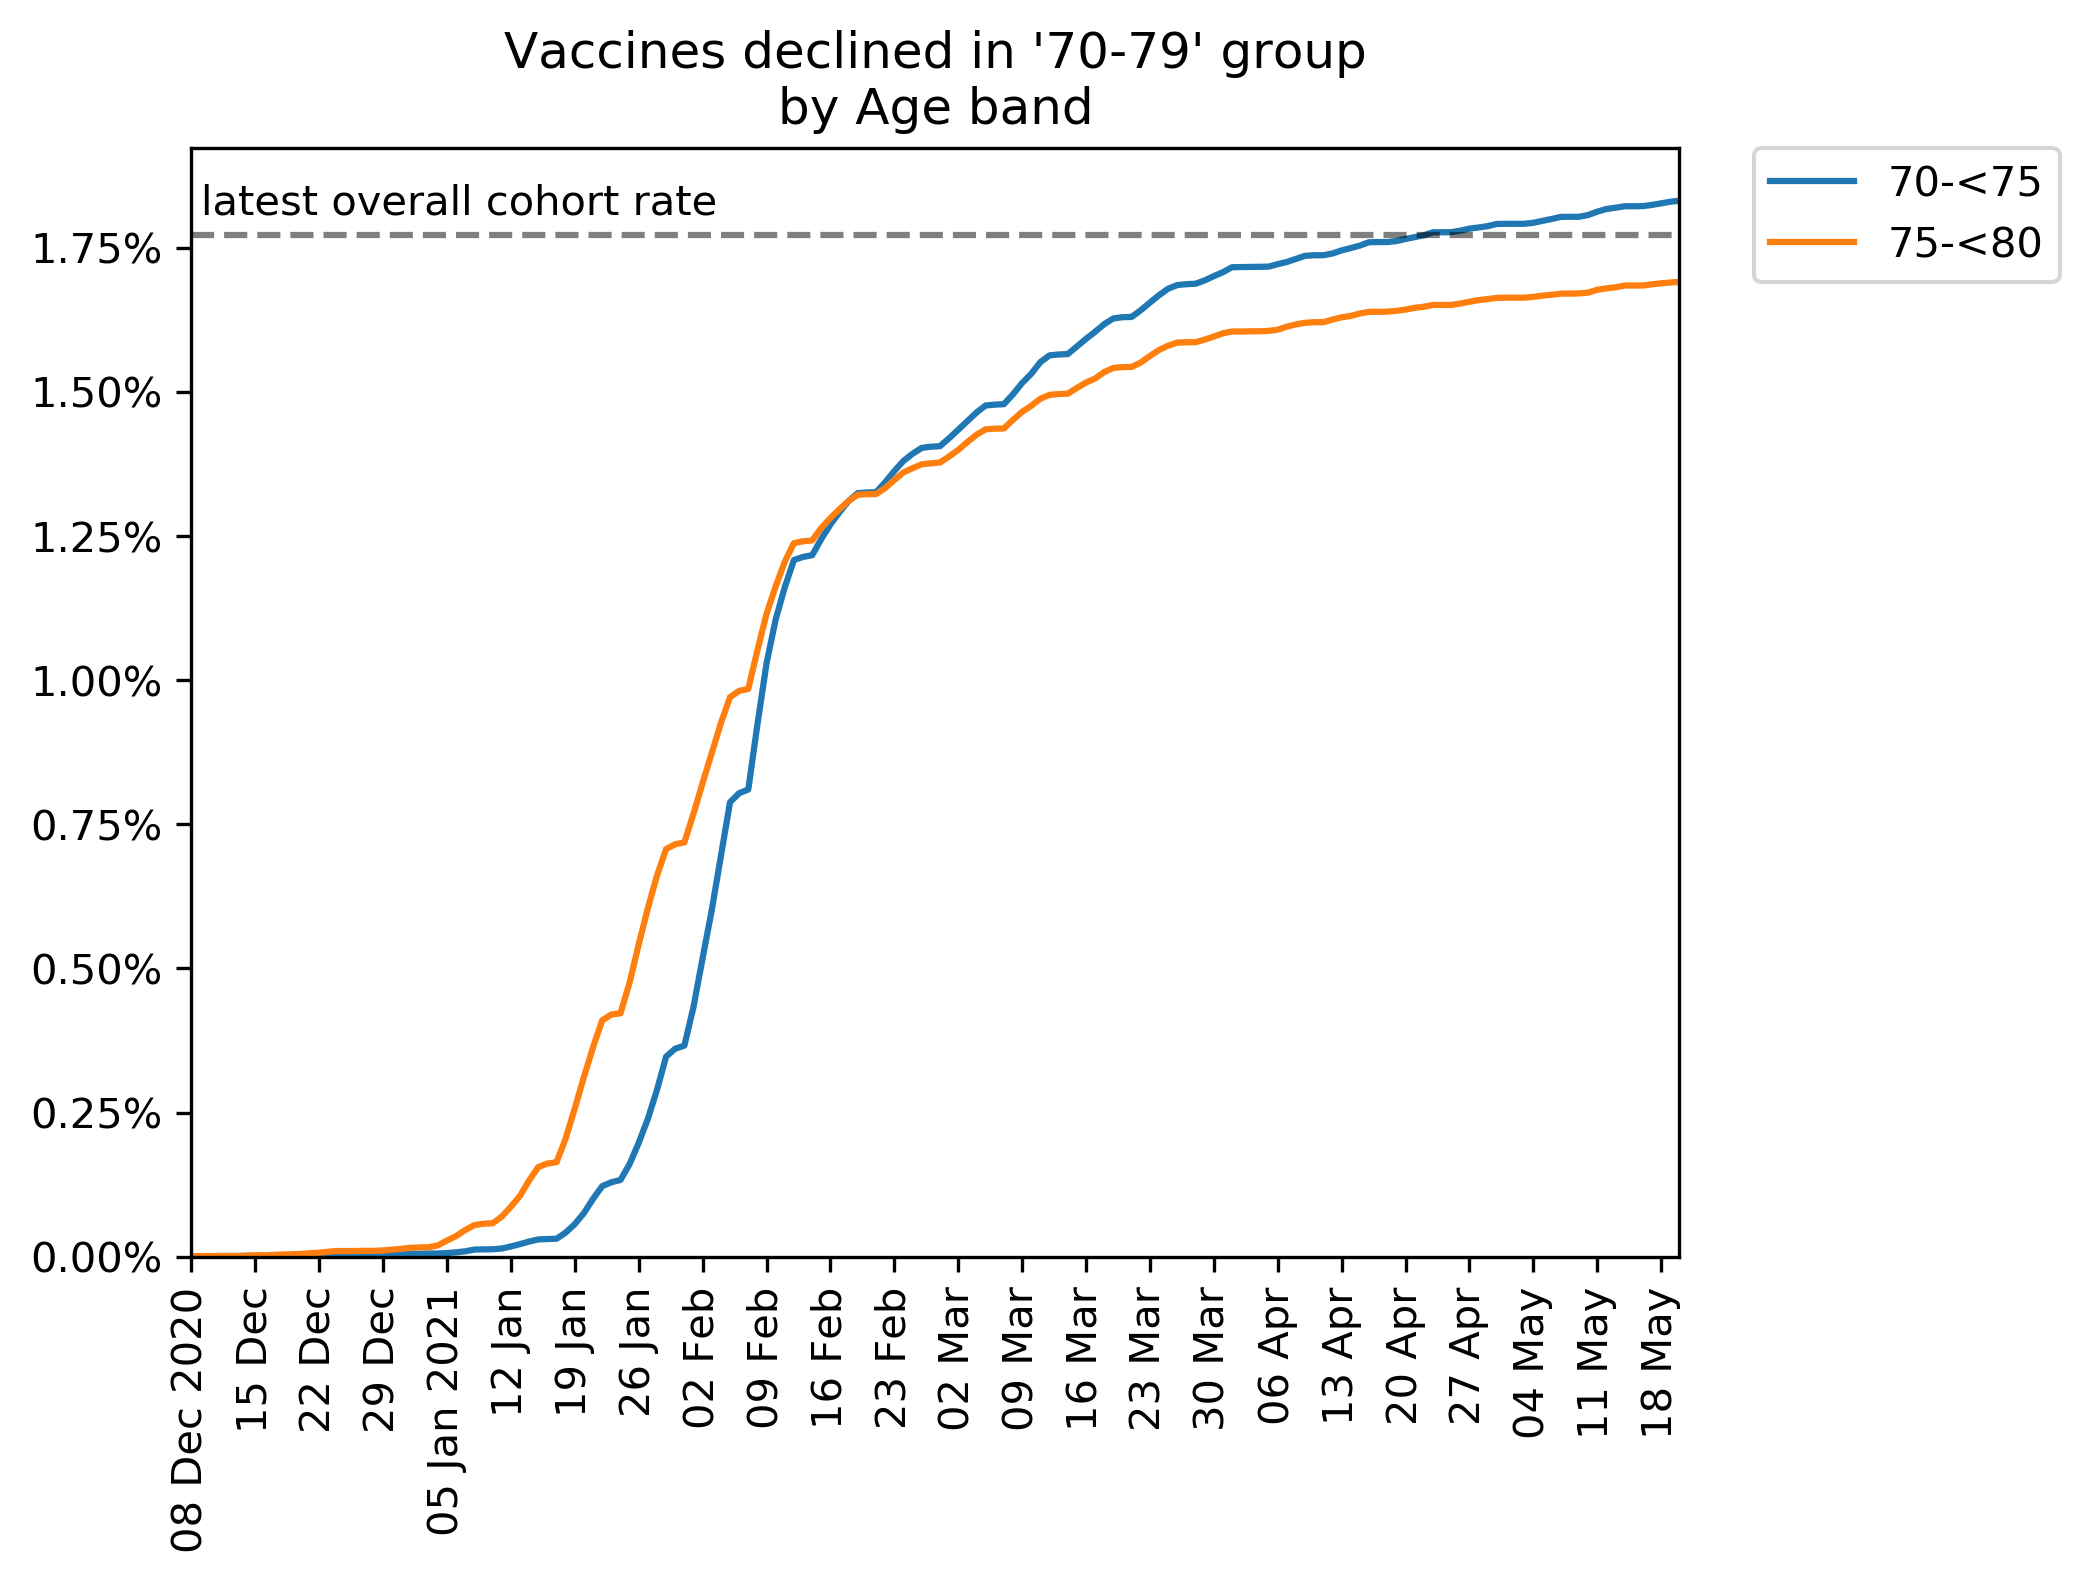 Vaccines declined in '70-79' group
by Age band
latest overall cohort rate
70-<75
75-<80
1.75%
1.50%
1.25%
1.00%
0.75%
0.50%
0.25%
0.00%
08 Dec 2020
15 Dec
22 Dec
29 Dec
05 Jan 2021
12 Jan
19 Jan
26 Jan
02 Feb
09 Feb
16 Feb
23 Feb
02 Mar
09 Mar
16 Mar
23 Mar
30 Mar
06 Apr
13 Apr
20 Apr
27 Apr
04 May
11 May
18 May